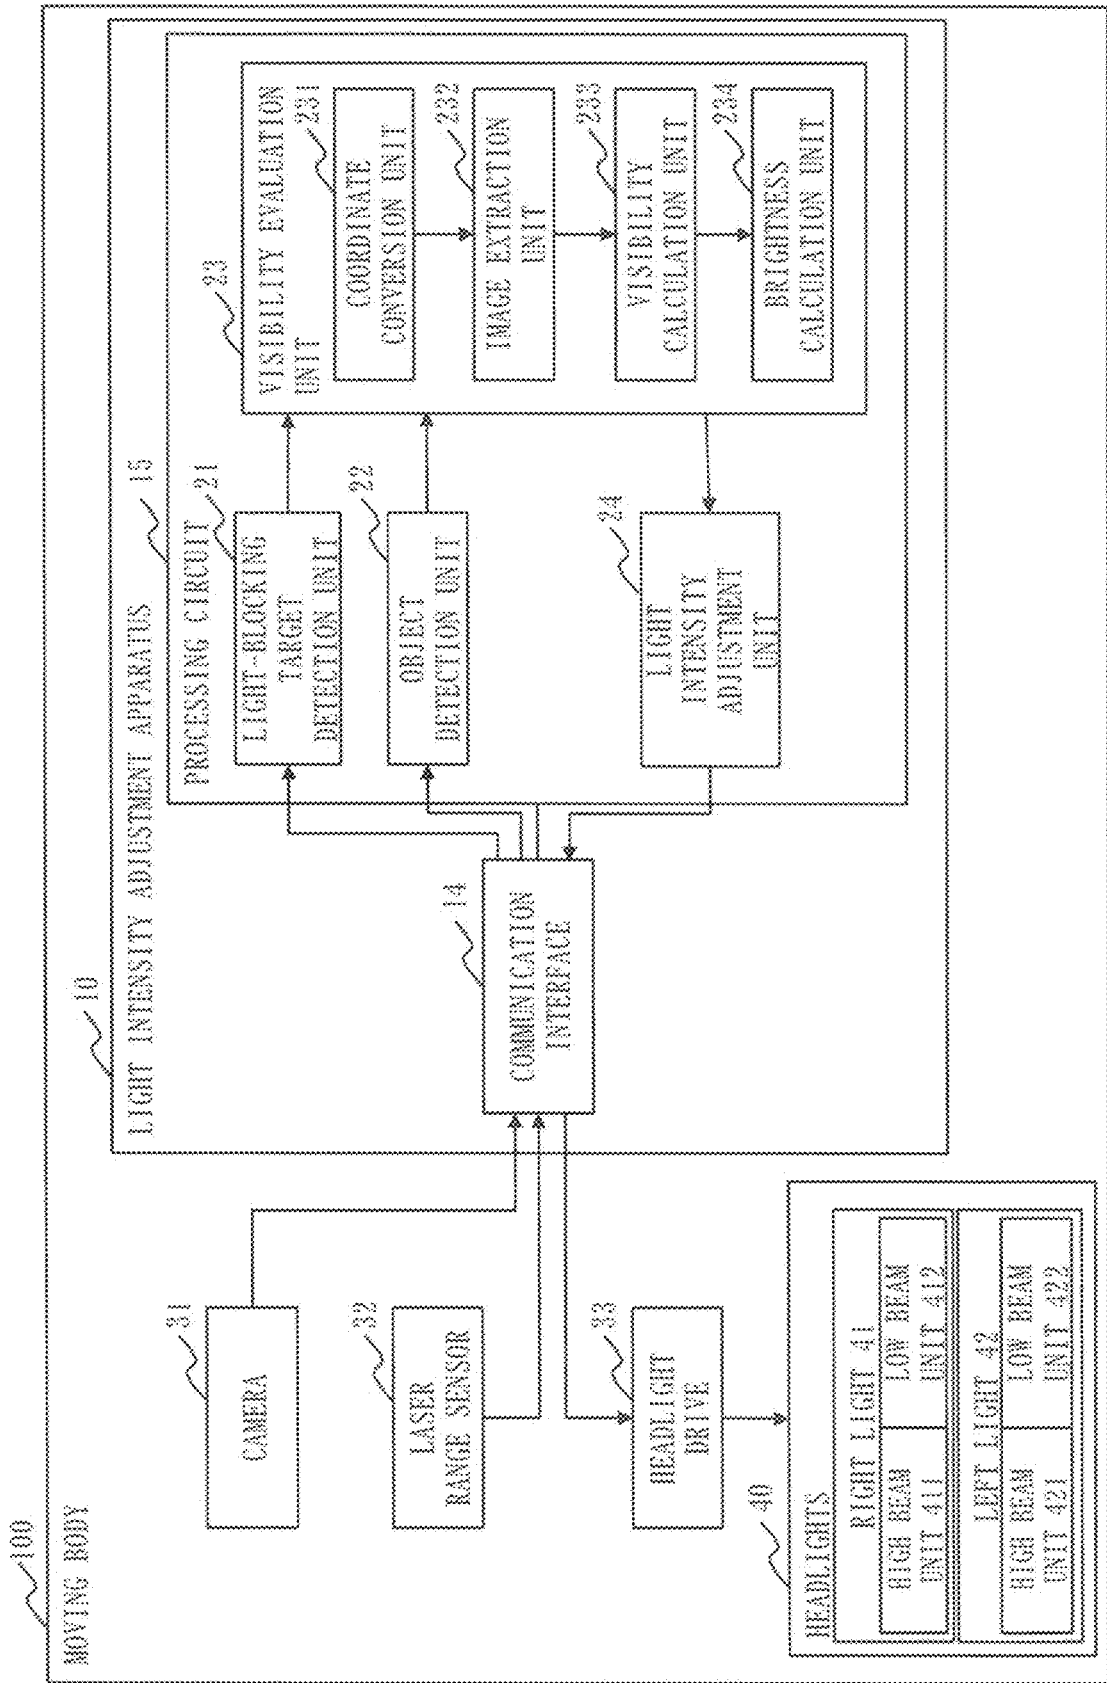 100
MOVING BODY
10
LIGHT INTENSITY ADJUSTMENT APPARATUS
15
PROCESSING CIRCUIT
31
CAMERA
32
LASER
RANGE SENSOR
33
HEADLIGHT
DRIVE
40
HEADLIGHTS
RIGHT LIGHT 41
HIGH BEAM
UNIT 411
LOW BEAM
UNIT 412
LEFT LIGHT 42
HIGH BEAM
UNIT 421
LOW BEAM
UNIT 422
14
COMMUNICATION
INTERFACE
21
LIGHT-BLOCKING
TARGET
DETECTION UNIT
22
OBJECT
DETECTION UNIT
24
LIGHT
INTENSITY
ADJUSTMENT
UNIT
23
VISIBILITY EVALUATION
UNIT
231
COORDINATE
CONVERSION UNIT
232
IMAGE EXTRACTION
UNIT
233
VISIBILITY
CALCULATION UNIT
234
BRIGHTNESS
CALCULATION UNIT